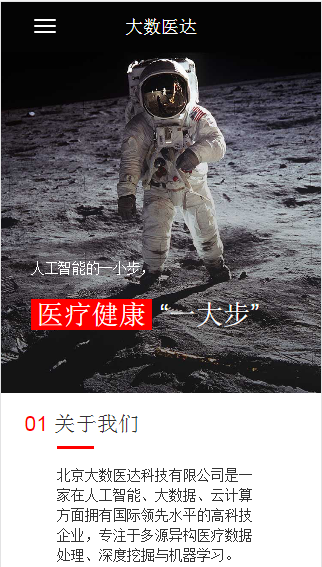 大数医达
人工智能的一小步，
医疗健康 “一大步”
01 关于我们
北京大数医达科技有限公司是一
家在人工智能、大数据、云计算
方面拥有国际领先水平的高科技
企业，专注于多源异构医疗数据
处理、深度挖掘与机器学习。